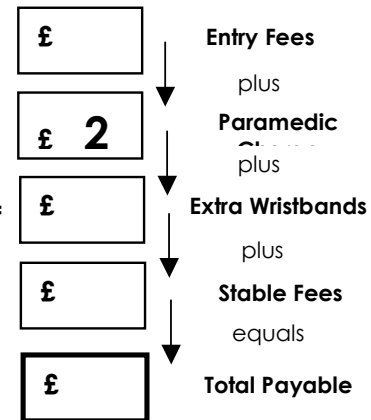 £ Entry Fees
plus
£ 2 Paramedic
plus
£ Extra Wristbands
plus
£ Stable Fees
equals
£ Total Payable